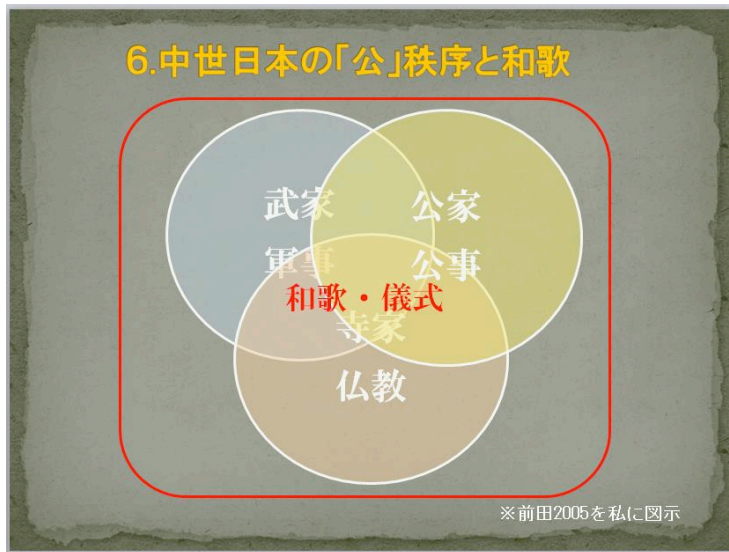 6.中世日本の「公」秩序と和歌
武家
軍事
公家
公事
和歌・儀式
寺家
仏教
※前田2005を私に図示